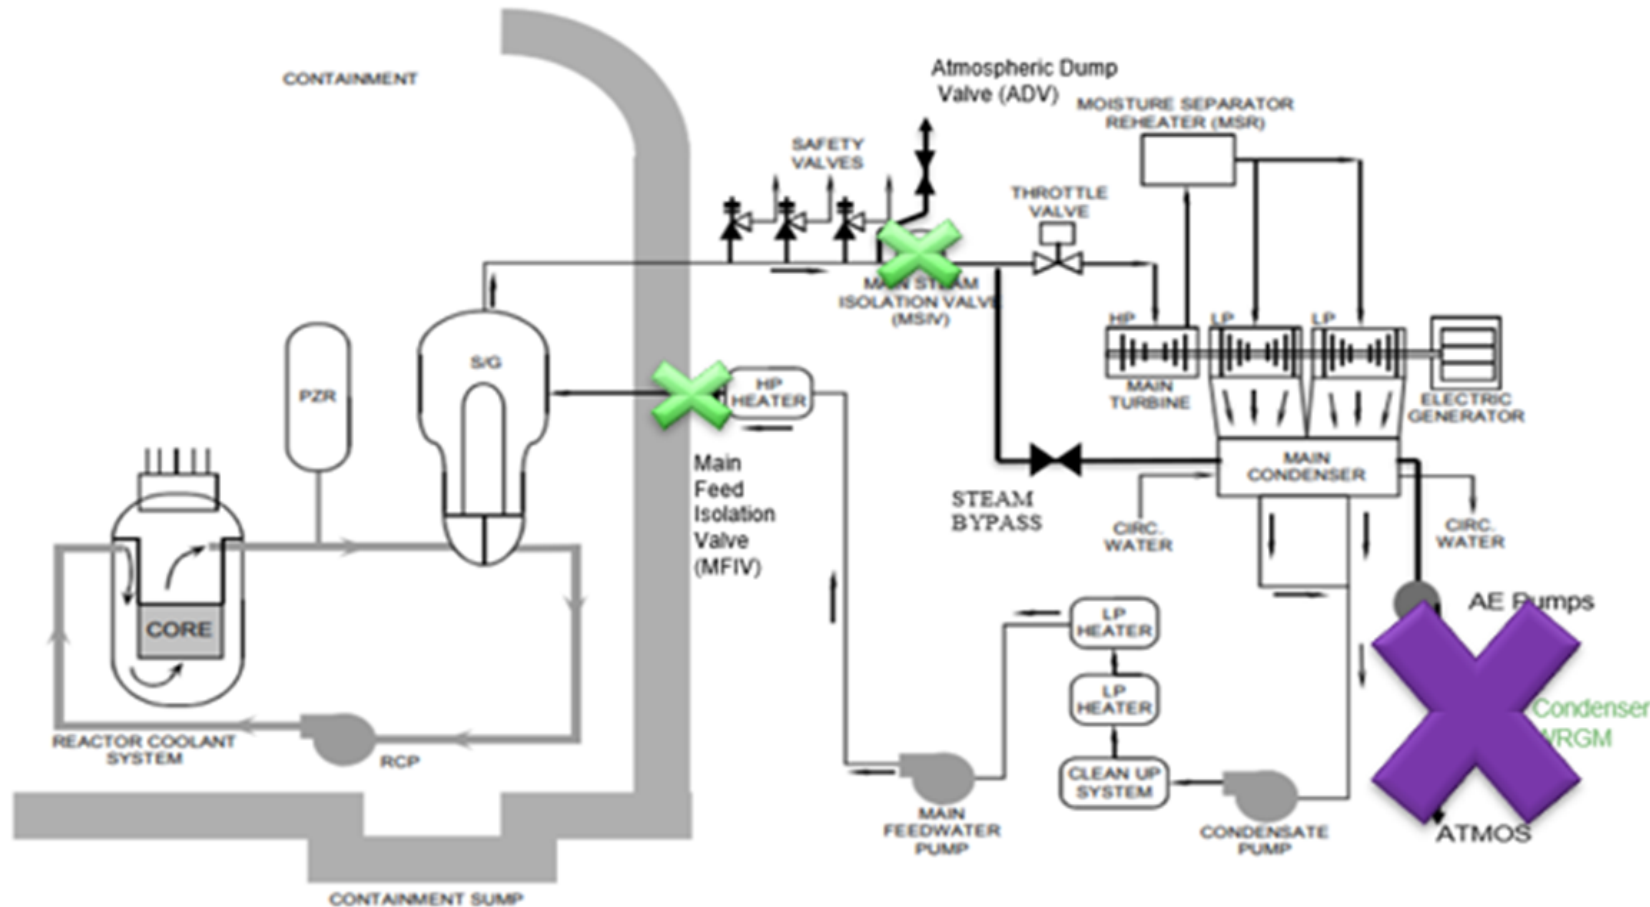 CONTAINMENT
Atmospheric Dump
Valve (ADV)
MOISTURE SEPARATOR
REHEATER (MSR)
SAFETY
VALVES
THROTTLE
VALVE
MAIN STEAM
ISOLATION VALVE
(MSIV)
HP
LP
LP
S/G
PZR
HP
HEATER
MAIN
TURBINE
ELECTRIC
GENERATOR
Main
Feed
Isolation
Valve
(MFIV)
MAIN
CONDENSER
STEAM
BYPASS
CIRC.
WATER
CIRC.
WATER
AE Pumps
LP
HEATER
CORE
LP
HEATER
Condenser
WRGM
REACTOR COOLANT
SYSTEM
RCP
CLEAN UP
SYSTEM
MAIN
FEEDWATER
PUMP
CONDENSATE
PUMP
ATMOS
CONTAINMENT SUMP